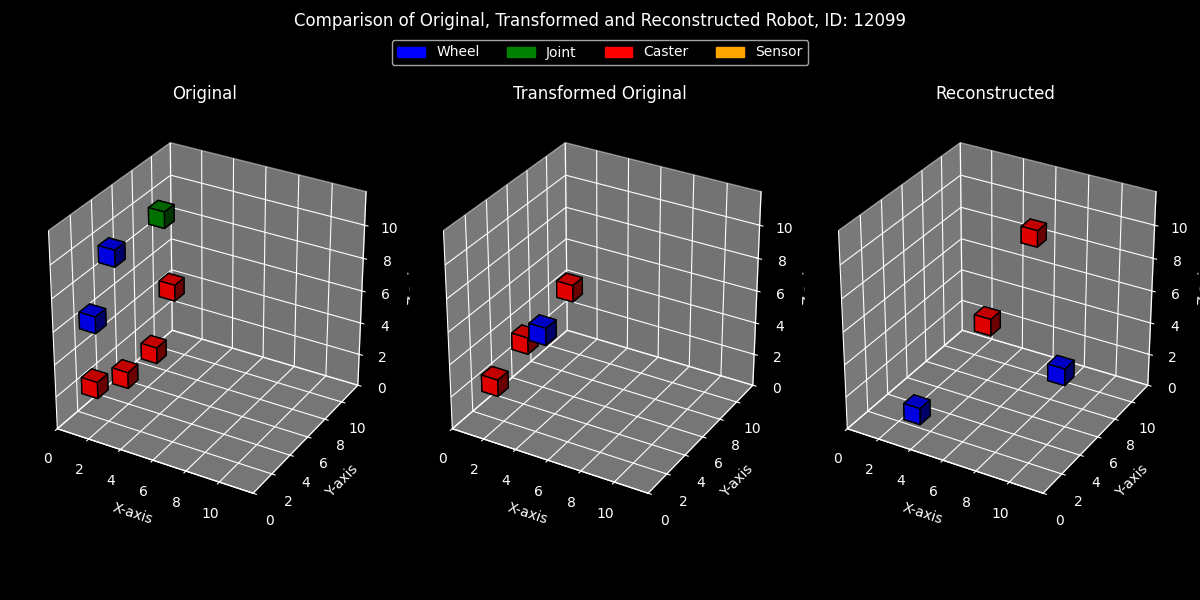 Comparison of Original, Transformed and Reconstructed Robot, ID: 12099
Wheel Joint Caster Sensor
Original Transformed Original Reconstructed
10 10 10
8 8 8
6 6 6
4 4 4
2 2 2
0 0 0
10 10 10
8 8 8
6 6 6
4 4 4
2 2 2
0 0 0
0 2 4 6 8 10 0 2 4 6 8 10 0 2 4 6 8 10
Y-axis Y-axis Y-axis
X-axis X-axis X-axis